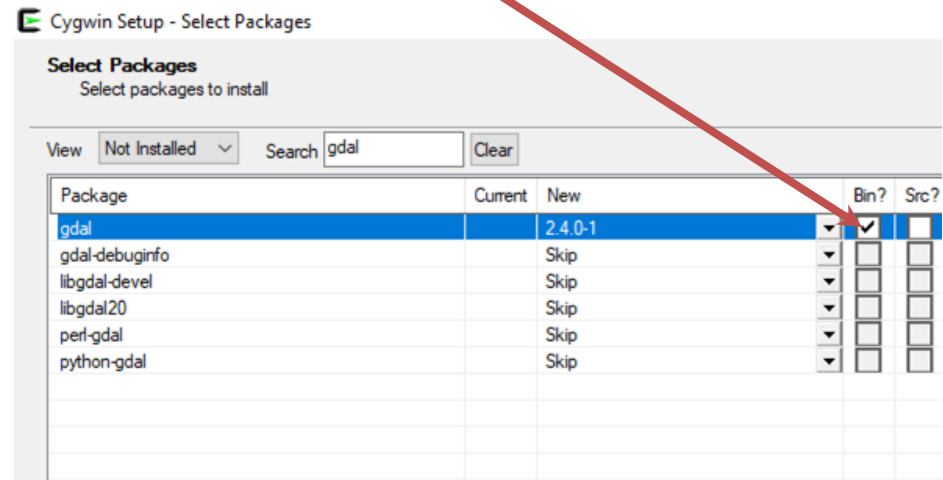 Cygwin Setup - Select Packages
Select Packages
Select packages to install
View Not Installed Search gdal Clear
Package Current New Bin? Src?
gdal 2.4.0-1
gdal-debuginfo Skip
libgdal-devel Skip
libgdal20 Skip
perl-gdal Skip
python-gdal Skip